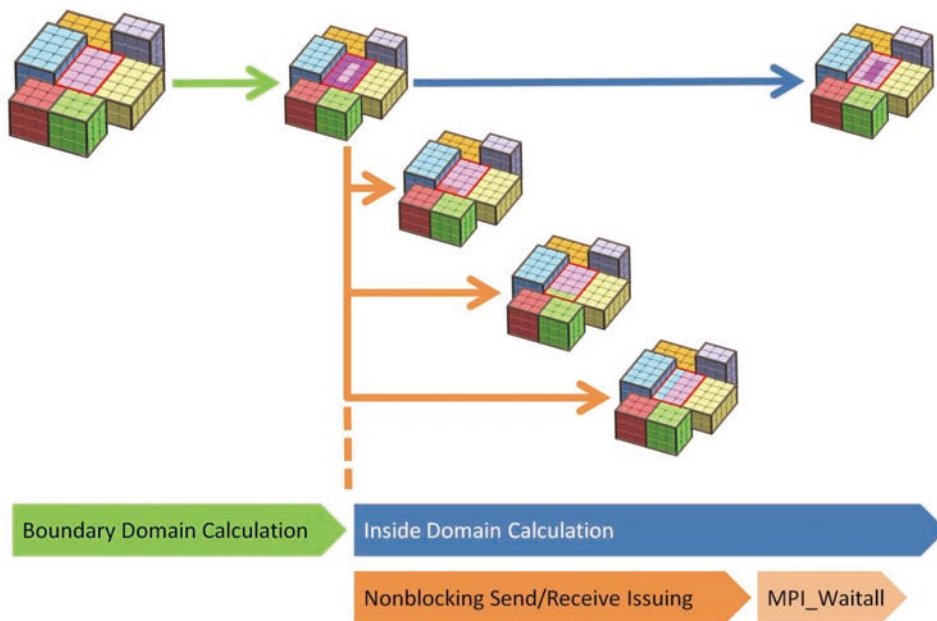 Boundary Domain Calculation
Inside Domain Calculation
Nonblocking Send/Receive Issuing
MPI_Waitall